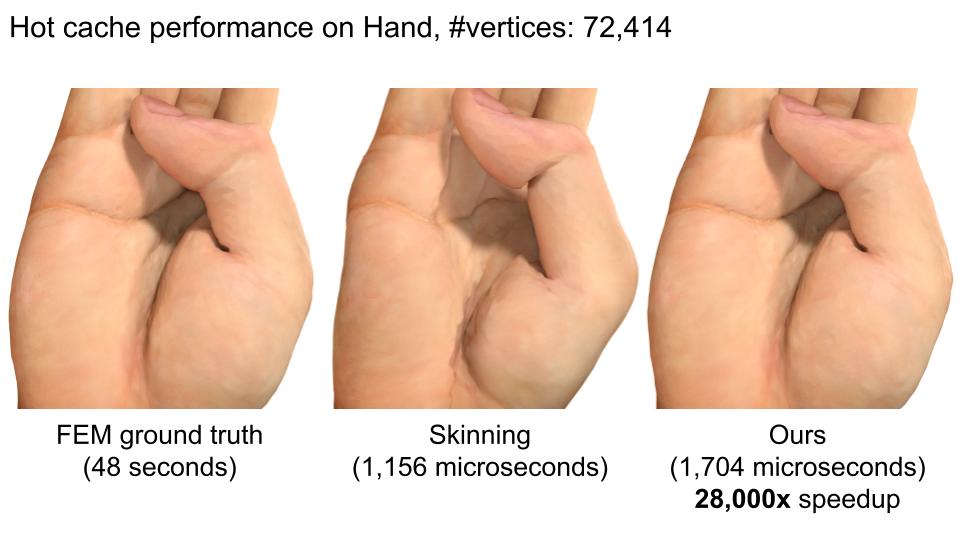 Hot cache performance on Hand, #vertices: 72,414
FEM ground truth
(48 seconds)
Skinning
(1,156 microseconds)
Ours
(1,704 microseconds)
28,000x speedup